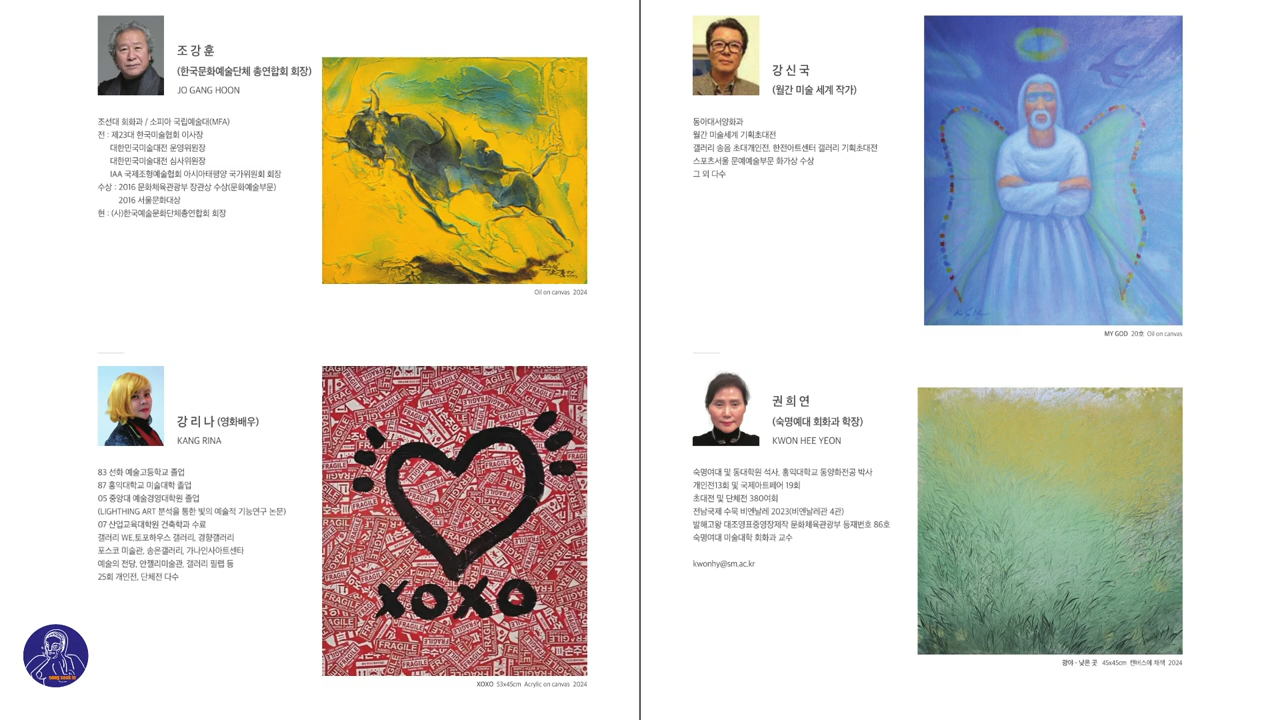 조 강 훈
(한국문화예술단체 총연합회 회장)
JO GANG HOON
조선대 회화과 / 소피아 국립예술대(MFA)
전 : 제23대 한국미술협회 이사장
대한민국미술대전 운영위원장
대한민국미술대전 심사위원장
IAA 국제조형예술협회 아시아태평양 국가위원회 회장
수상 : 2016 문화체육관광부 장관상 수상(문화예술부문)
2016 서울문화대상
현 : (사)한국예술문화단체총연합회 회장
Oil on canvas 2024
강 리 나 (영화배우)
KANG RINA
83 선화 예술고등학교 졸업
87 홍익대학교 미술대학 졸업
05 중앙대 예술경영대학원 졸업
(LIGHTHING ART 분석을 통한 빛의 예술적 기능연구 논문)
07 산업교육대학원 건축학과 수료
갤러리 WE,토포하우스 갤러리, 경향갤러리
포스코 미술관, 송은갤러리, 가나인사아트센타
예술의 전당, 안젤리미술관, 갤러리 필랩 등
25회 개인전, 단체전 다수
FRAGILE
XOXO
XOXO 53x45cm Acrylic on canvas 2024
강 신 국
(월간 미술 세계 작가)
동아대서양화과
월간 미술세계 기획초대전
갤러리 송음 초대개인전, 한전아트센터 갤러리 기획초대전
스포츠서울 문예예술부문 화가상 수상
그 외 다수
MY GOD 20호 Oil on canvas
권 희 연
(숙명예대 회화과 학장)
KWON HEE YEON
숙명여대 및 동대학원 석사, 홍익대학교 동양화전공 박사
개인전13회 및 국제아트페어 19회
초대전 및 단체전 380여회
전남국제 수묵 비엔날레 2023(비엔날레관 4관)
발해고왕 대조영표준영장제작 문화체육관광부 등재번호 86호
숙명여대 미술대학 회화과 교수
kwonhy@sm.ac.kr
광야 - 낮은 곳 45x45cm 캔버스에 채색 2024